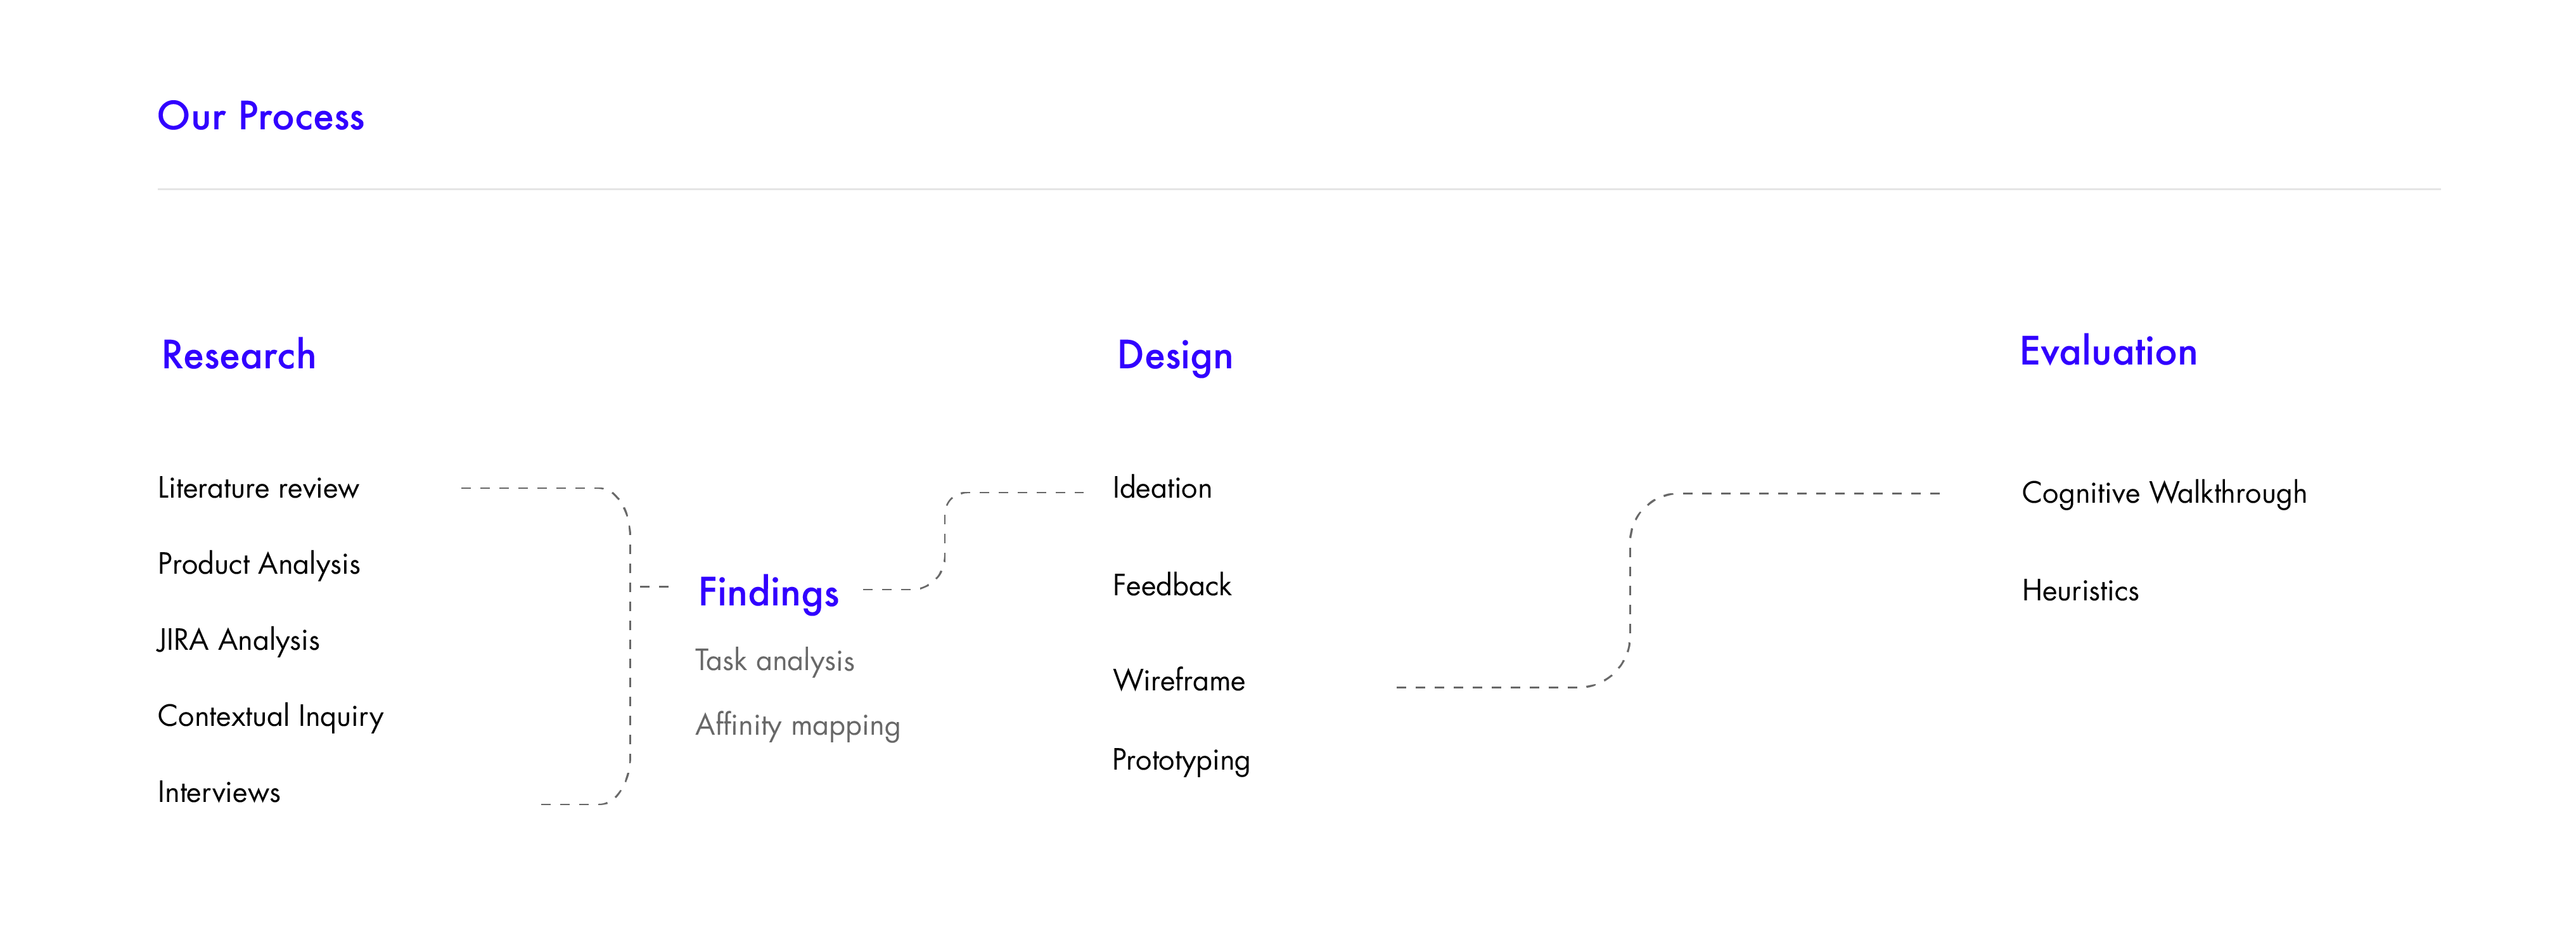 Our Process
Research
Literature review
Product Analysis
JIRA Analysis
Contextual Inquiry
Interviews
Findings
Task analysis
Affinity mapping
Design
Ideation
Feedback
Wireframe
Prototyping
Evaluation
Cognitive Walkthrough
Heuristics